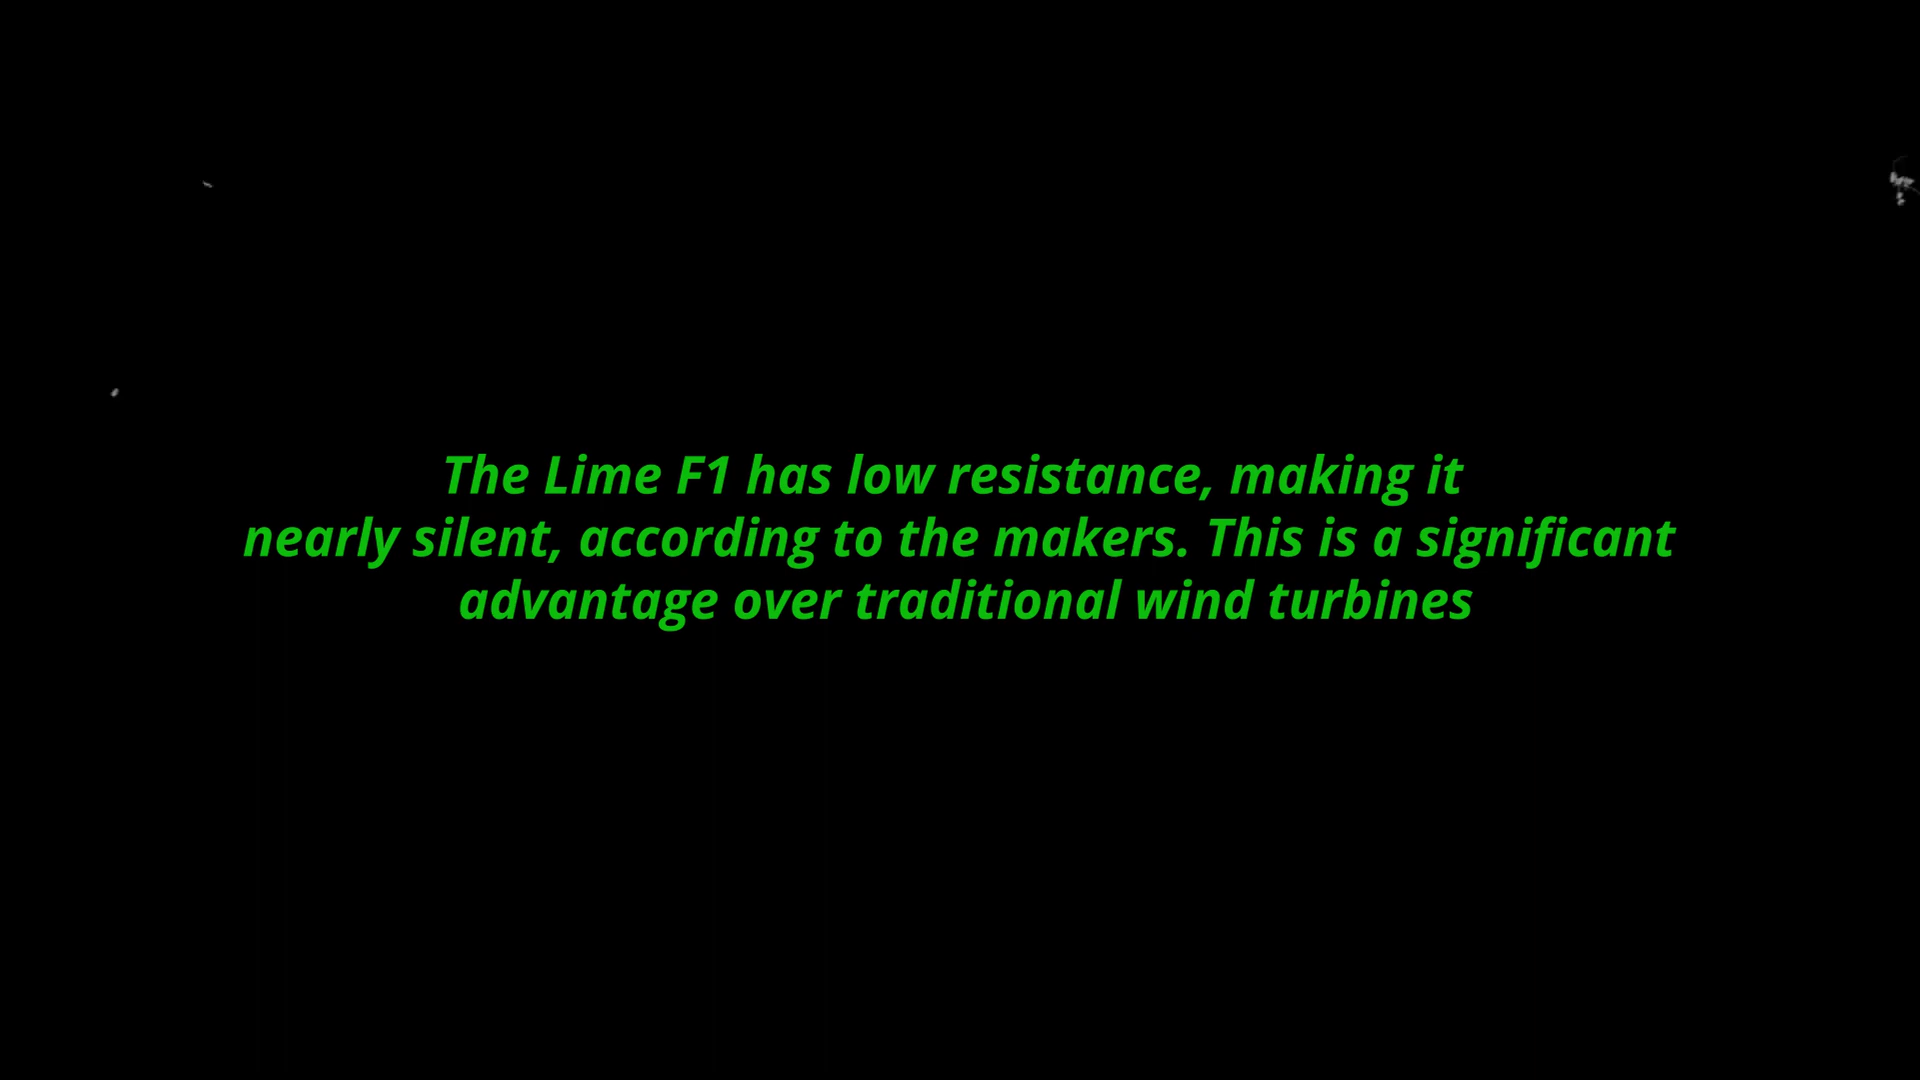 The Lime F1 has low resistance, making it
nearly silent, according to the makers. This is a significant
advantage over traditional wind turbines